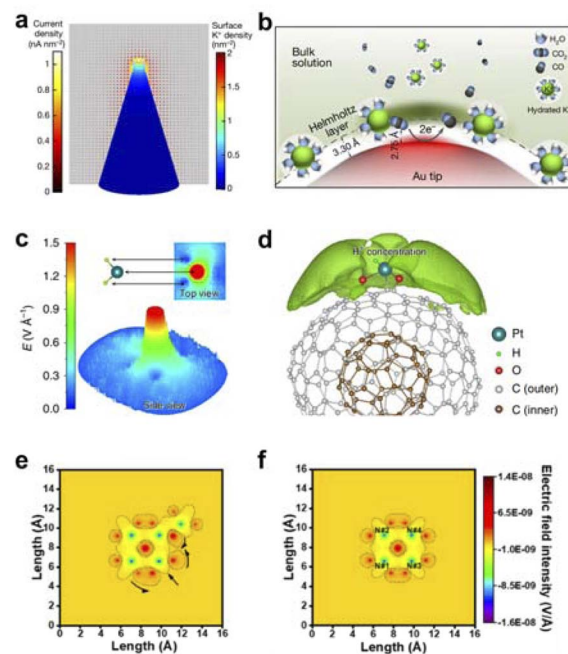 a
Current
density
(nA nm⁻²)
Surface
K⁺ density
(nm⁻²)
1
0.8
0.6
0.4
0.2
0
2
1.5
1
0.5
0
b
Bulk
solution
H₂O
CO₂
CO
Hydrated K
Helmholtz
layer
3.30 Å
2.75 Å
2e⁻
Au tip
c
1.5
1.2
0.9
0.6
0.3
0.0
E (V Å⁻¹)
Top view
Side view
d
H⁺ concentration
Pt
H
O
C (outer)
C (inner)
e
16
14
12
10
8
6
4
2
0
Length (Å)
0 2 4 6 8 10 12 14 16
Length (Å)
f
16
14
12
10
8
6
4
2
0
Length (Å)
N#2 N#4
N#1 N#3
0 2 4 6 8 10 12 14 16
Length (Å)
1.4E-08
6.5E-09
-1.0E-09
-8.5E-09
-1.6E-08
Electric field intensity (V/A)